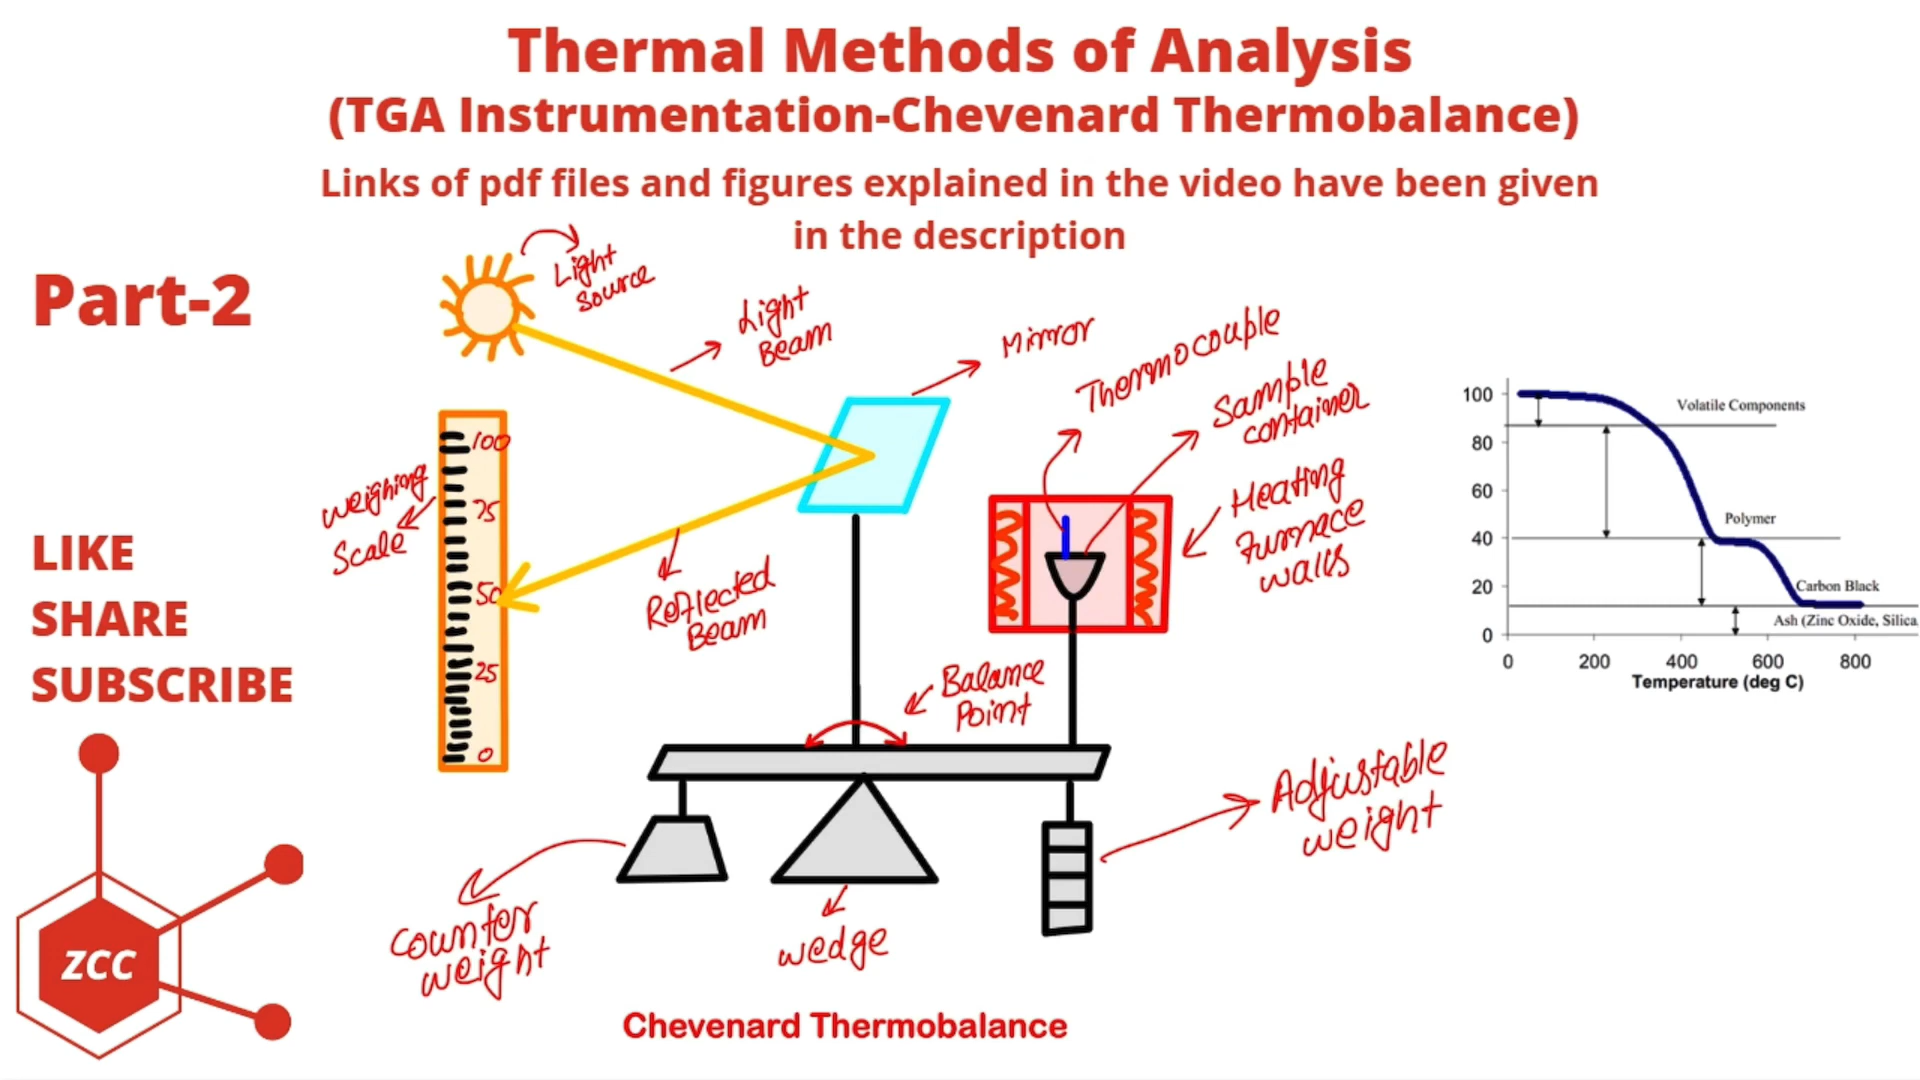 Thermal Methods of Analysis
(TGA Instrumentation-Chevenard Thermobalance)
Links of pdf files and figures explained in the video have been given
in the description
Part-2
LIKE
SHARE
SUBSCRIBE
ZCC
Light
Source
Light
Beam
Mirror
Thermocouple
Sample
container
Heating
Furnace
walls
Weighing
Scale
100
75
50
25
0
Reflected
Beam
Balance
Point
Adjustable
weight
Counter
weight
wedge
Chevenard Thermobalance
100
80
60
40
20
0
Volatile Components
Polymer
Carbon Black
Ash (Zinc Oxide, Silica,
0 200 400 600 800
Temperature (deg C)